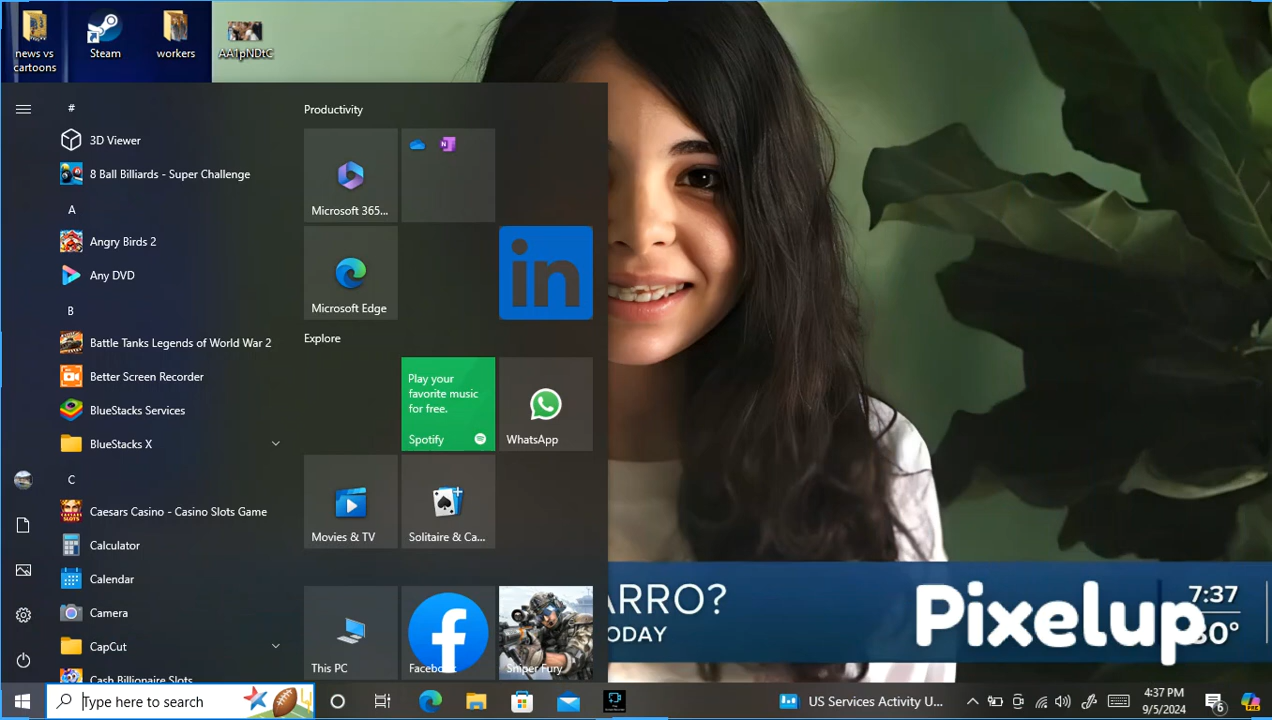 news vs
cartoons
Steam
workers
AA1pNDtC
#
3D Viewer
8 Ball Billiards - Super Challenge
A
Angry Birds 2
Any DVD
B
Battle Tanks Legends of World War 2
Better Screen Recorder
BlueStacks Services
BlueStacks X
C
Caesars Casino - Casino Slots Game
Calculator
Calendar
Camera
CapCut
Cash Billionaire Slots
Productivity
Microsoft 365...
N
Microsoft Edge
in
Explore
Play your
favorite music
for free.
Spotify
WhatsApp
Movies & TV
Solitaire & Ca...
This PC
Facebook
Sniper Fury
ARRO?
ODAY
Pixelup
7:37
80°
Type here to search
US Services Activity U...
4:37 PM
9/5/2024
6
PRE